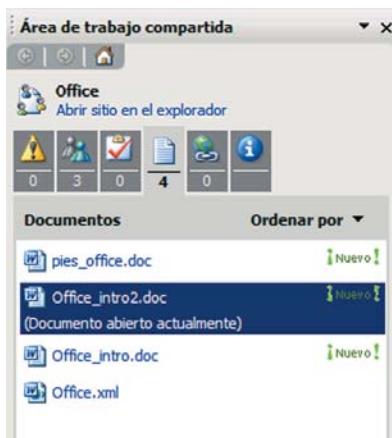 Área de trabajo compartida
Office
Abrir sitio en el explorador
0 3 0 4 0
Documentos Ordenar por
pies_office.doc ¡Nuevo!
Office_intro2.doc ¡Nuevo!
(Documento abierto actualmente)
Office_intro.doc ¡Nuevo!
Office.xml